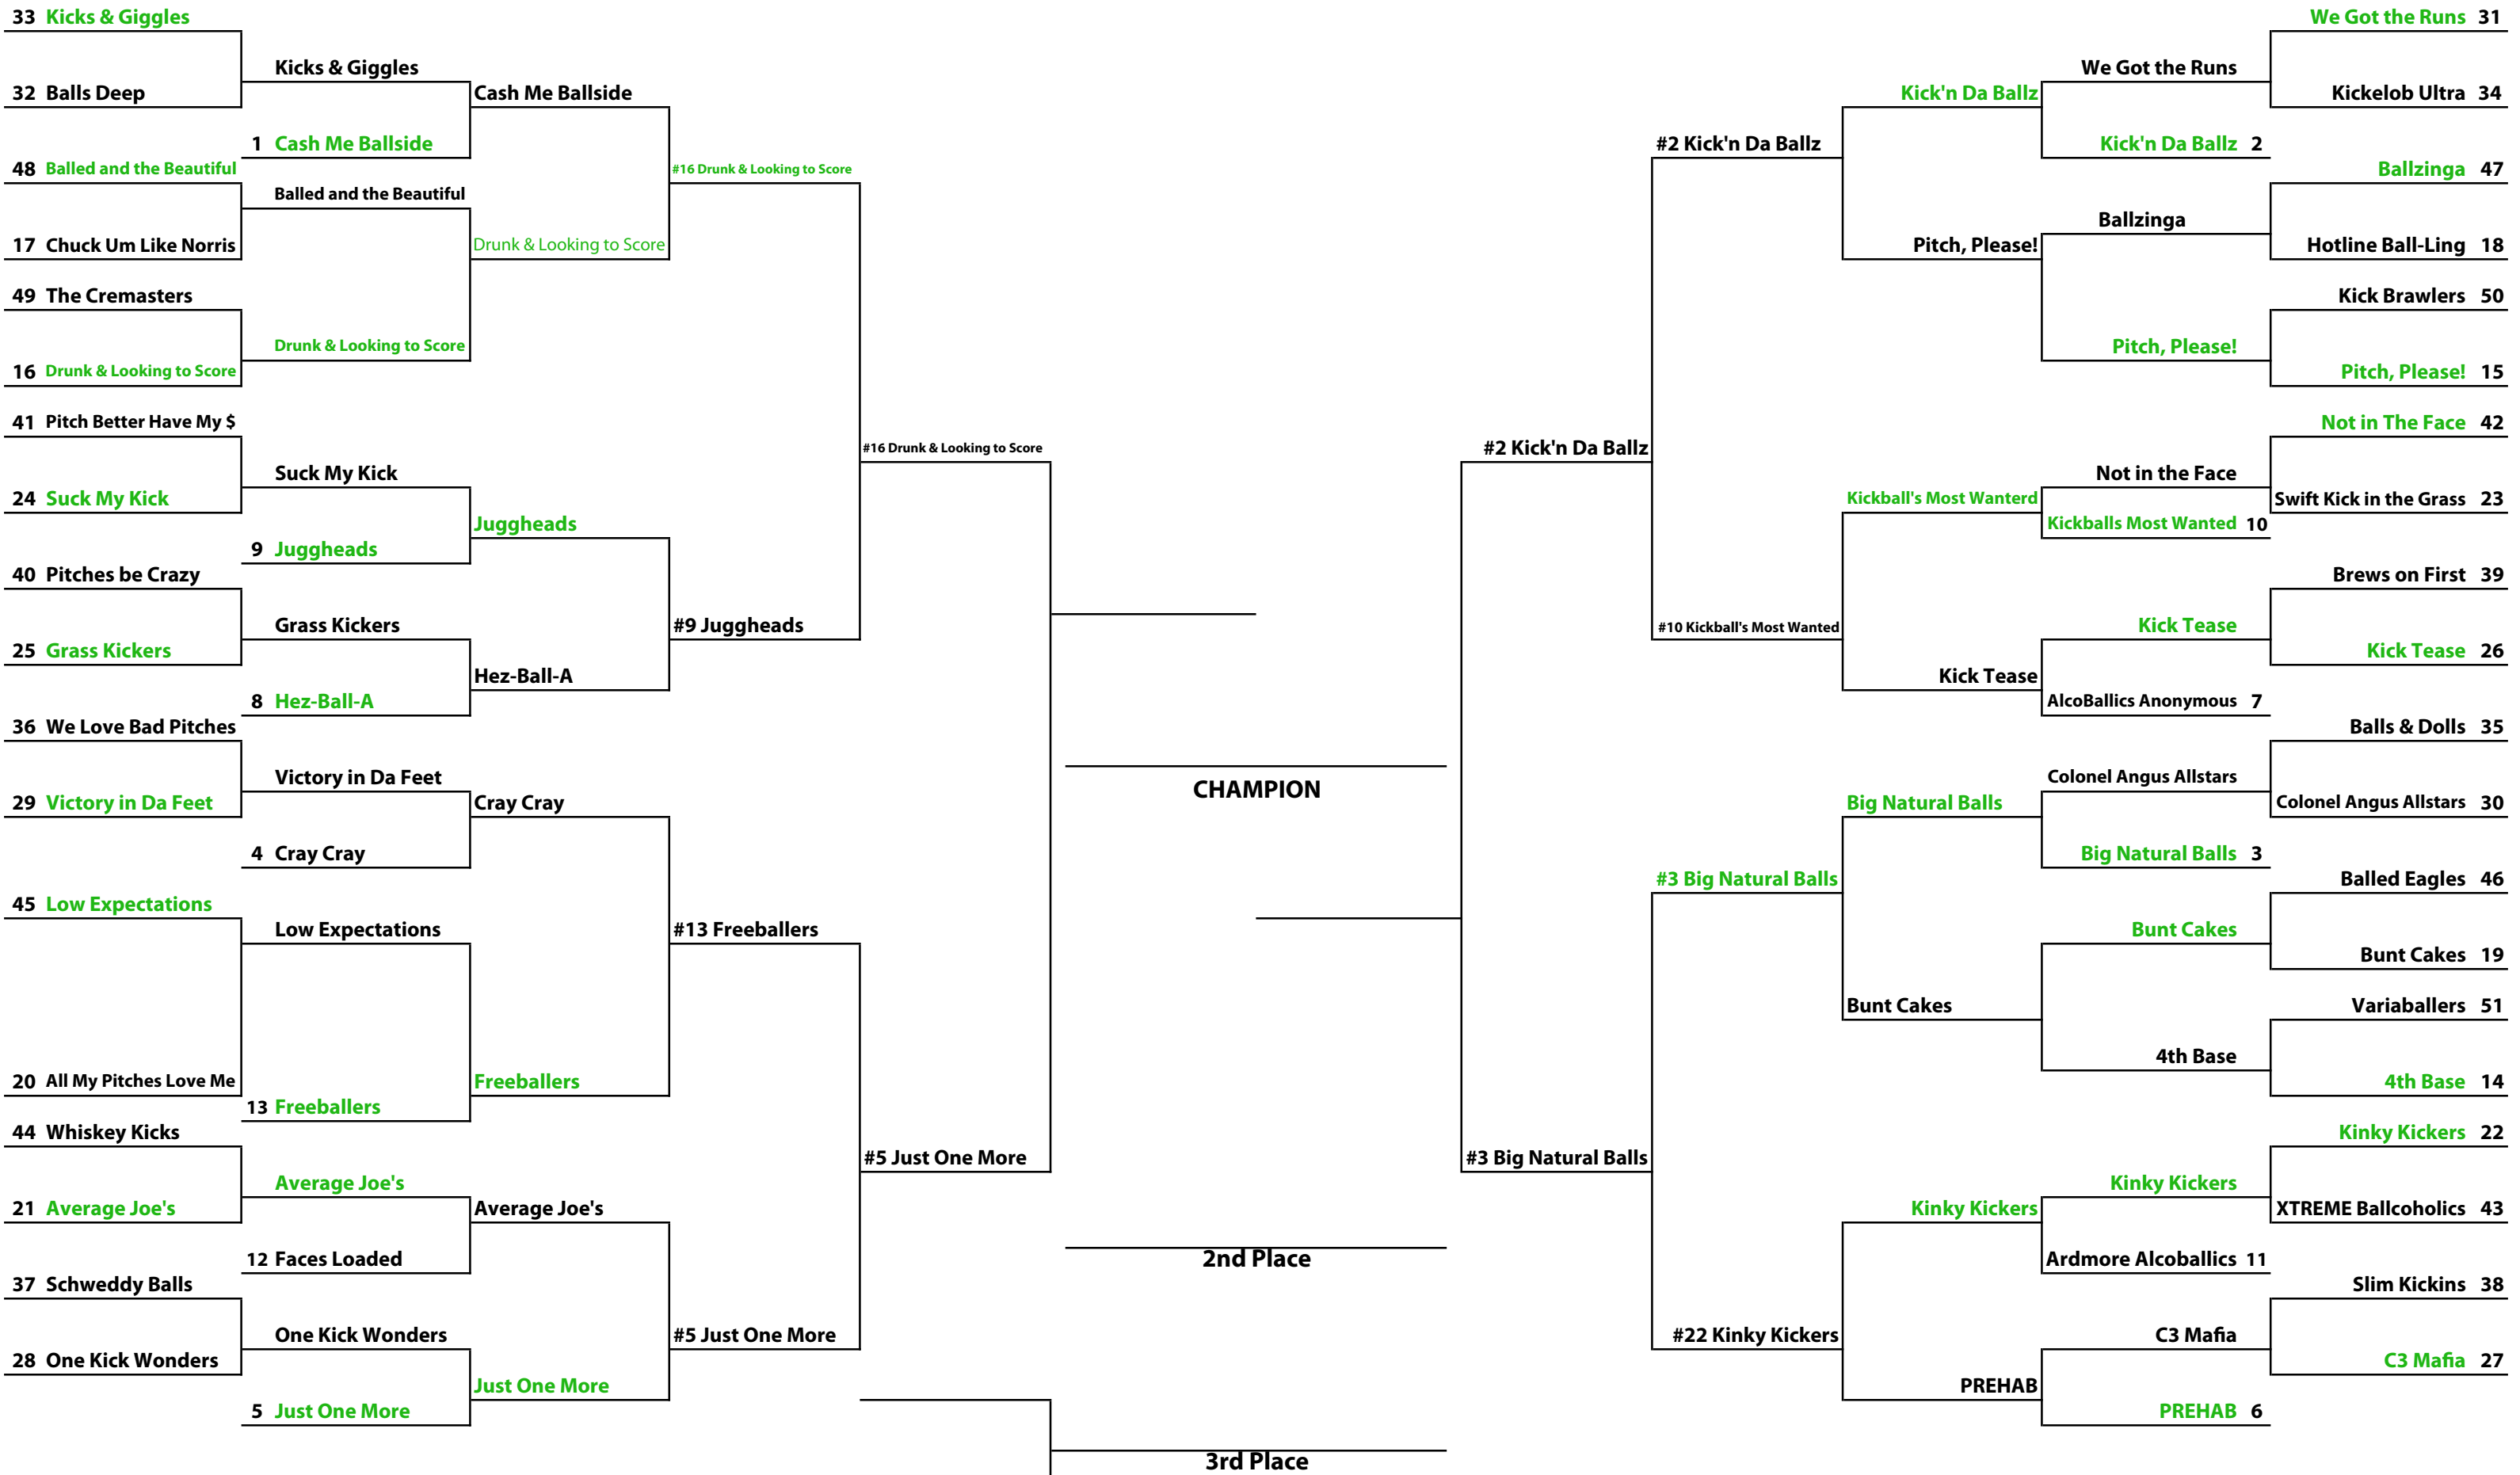 33 Kicks & Giggles
32 Balls Deep
48 Balled and the Beautiful
17 Chuck Um Like Norris
49 The Cremasters
16 Drunk & Looking to Score
41 Pitch Better Have My $
24 Suck My Kick
40 Pitches be Crazy
25 Grass Kickers
36 We Love Bad Pitches
29 Victory in Da Feet
45 Low Expectations
20 All My Pitches Love Me
44 Whiskey Kicks
21 Average Joe's
37 Schweddy Balls
28 One Kick Wonders
Kicks & Giggles
1 Cash Me Ballside
Balled and the Beautiful
Drunk & Looking to Score
Suck My Kick
9 Juggheads
Grass Kickers
8 Hez-Ball-A
Victory in Da Feet
4 Cray Cray
Low Expectations
13 Freeballers
Average Joe's
12 Faces Loaded
One Kick Wonders
5 Just One More
Cash Me Ballside
Drunk & Looking to Score
Juggheads
Hez-Ball-A
Cray Cray
Freeballers
Average Joe's
Just One More
#16 Drunk & Looking to Score
#9 Juggheads
#13 Freeballers
#5 Just One More
#16 Drunk & Looking to Score
#5 Just One More
CHAMPION
2nd Place
3rd Place
#2 Kick'n Da Ballz
#3 Big Natural Balls
#2 Kick'n Da Ballz
#10 Kickball's Most Wanted
#3 Big Natural Balls
#22 Kinky Kickers
Kick'n Da Ballz
Pitch, Please!
Kickball's Most Wanterd
Kick Tease
Big Natural Balls
Bunt Cakes
Kinky Kickers
PREHAB
We Got the Runs
Kick'n Da Ballz 2
Ballzinga
Pitch, Please!
Not in the Face
Kickballs Most Wanted 10
Kick Tease
AlcoBallics Anonymous 7
Colonel Angus Allstars
Big Natural Balls 3
Bunt Cakes
4th Base
Kinky Kickers
Ardmore Alcoballics 11
C3 Mafia
PREHAB 6
We Got the Runs 31
Kickelob Ultra 34
Ballzinga 47
Hotline Ball-Ling 18
Kick Brawlers 50
Pitch, Please! 15
Not in The Face 42
Swift Kick in the Grass 23
Brews on First 39
Kick Tease 26
Balls & Dolls 35
Colonel Angus Allstars 30
Balled Eagles 46
Bunt Cakes 19
Variaballers 51
4th Base 14
Kinky Kickers 22
XTREME Ballcoholics 43
Slim Kickins 38
C3 Mafia 27